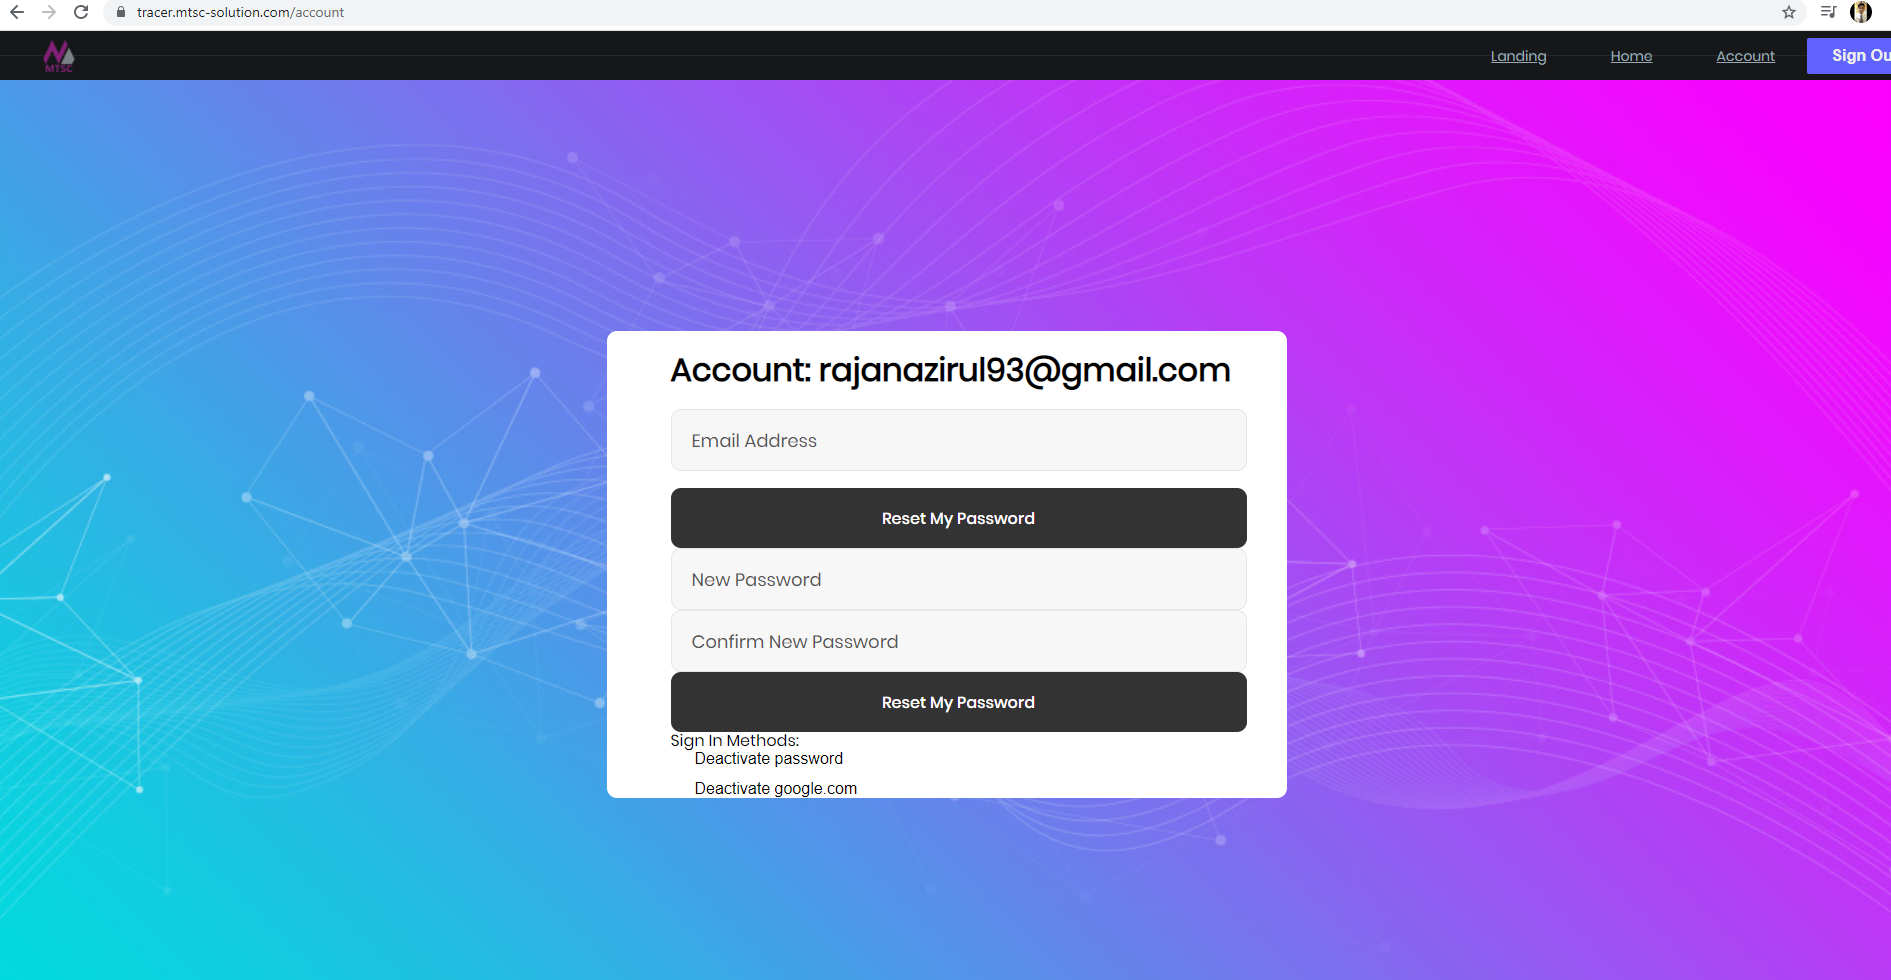 tracer.mtsc-solution.com/account
MTSC
Landing
Home
Account
Sign Ou
Account: rajanazirul93@gmail.com
Email Address
Reset My Password
New Password
Confirm New Password
Reset My Password
Sign In Methods:
Deactivate password
Deactivate google.com